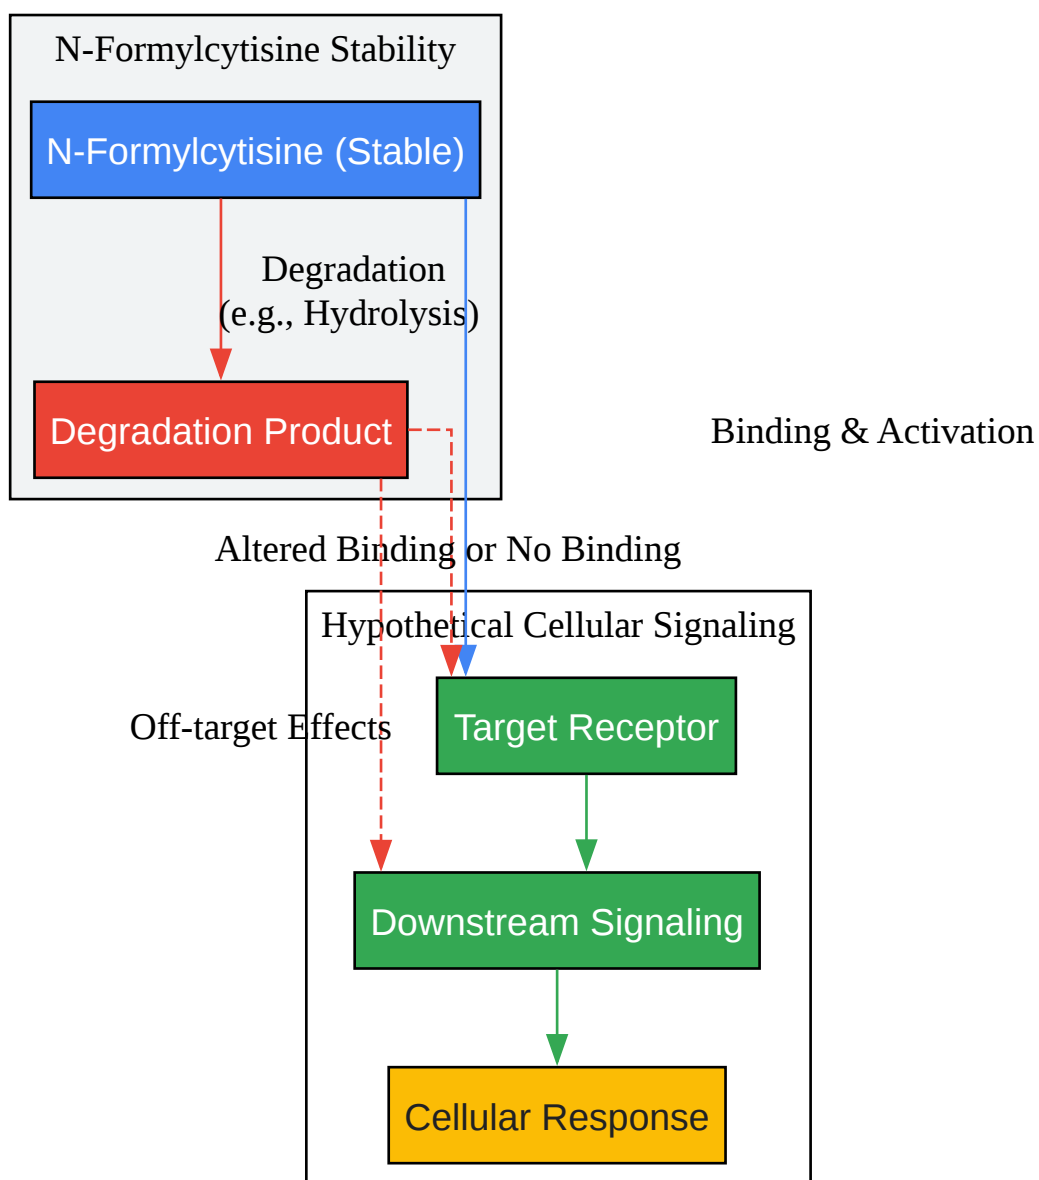 N-Formylcytisine Stability
N-Formylcytisine (Stable)
Degradation
(e.g., Hydrolysis)
Degradation Product
Binding & Activation
Altered Binding or No Binding
Hypothetical Cellular Signaling
Off-target Effects
Target Receptor
Downstream Signaling
Cellular Response